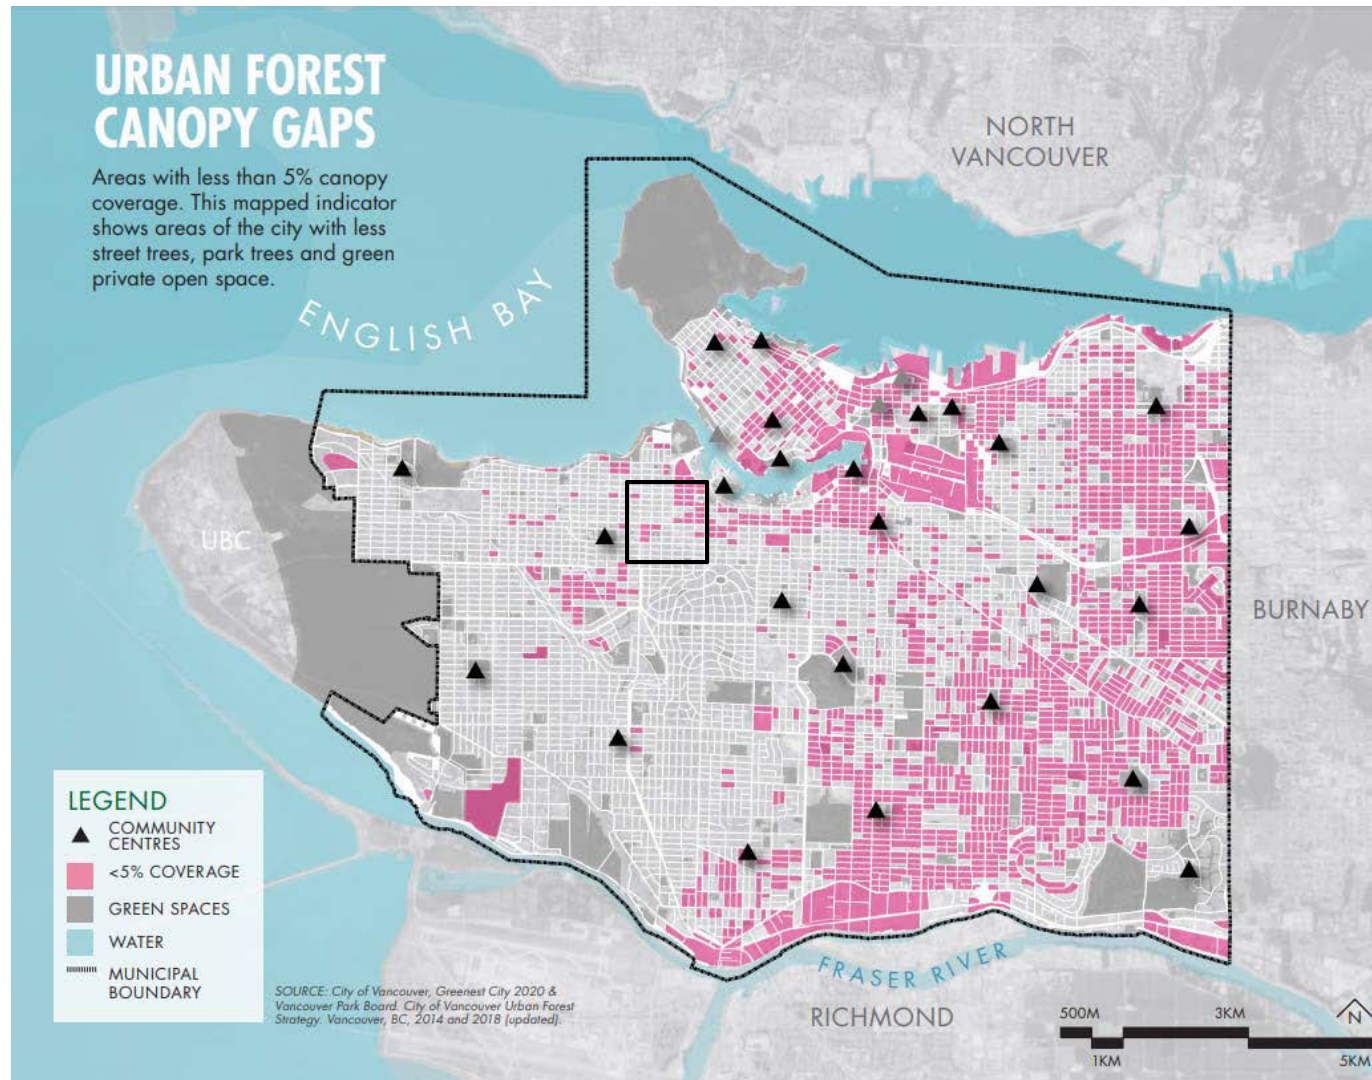 URBAN FOREST
CANOPY GAPS
Areas with less than 5% canopy
coverage. This mapped indicator
shows areas of the city with less
street trees, park trees and green
private open space.
NORTH
VANCOUVER
ENGLISH BAY
UBC
BURNABY
LEGEND
COMMUNITY
CENTRES
<5% COVERAGE
GREEN SPACES
WATER
MUNICIPAL
BOUNDARY
SOURCE: City of Vancouver, Greenest City 2020 &
Vancouver Park Board. City of Vancouver Urban Forest
Strategy. Vancouver, BC, 2014 and 2018 (updated).
FRASER RIVER
RICHMOND
500M
3KM
N
1KM
5KM